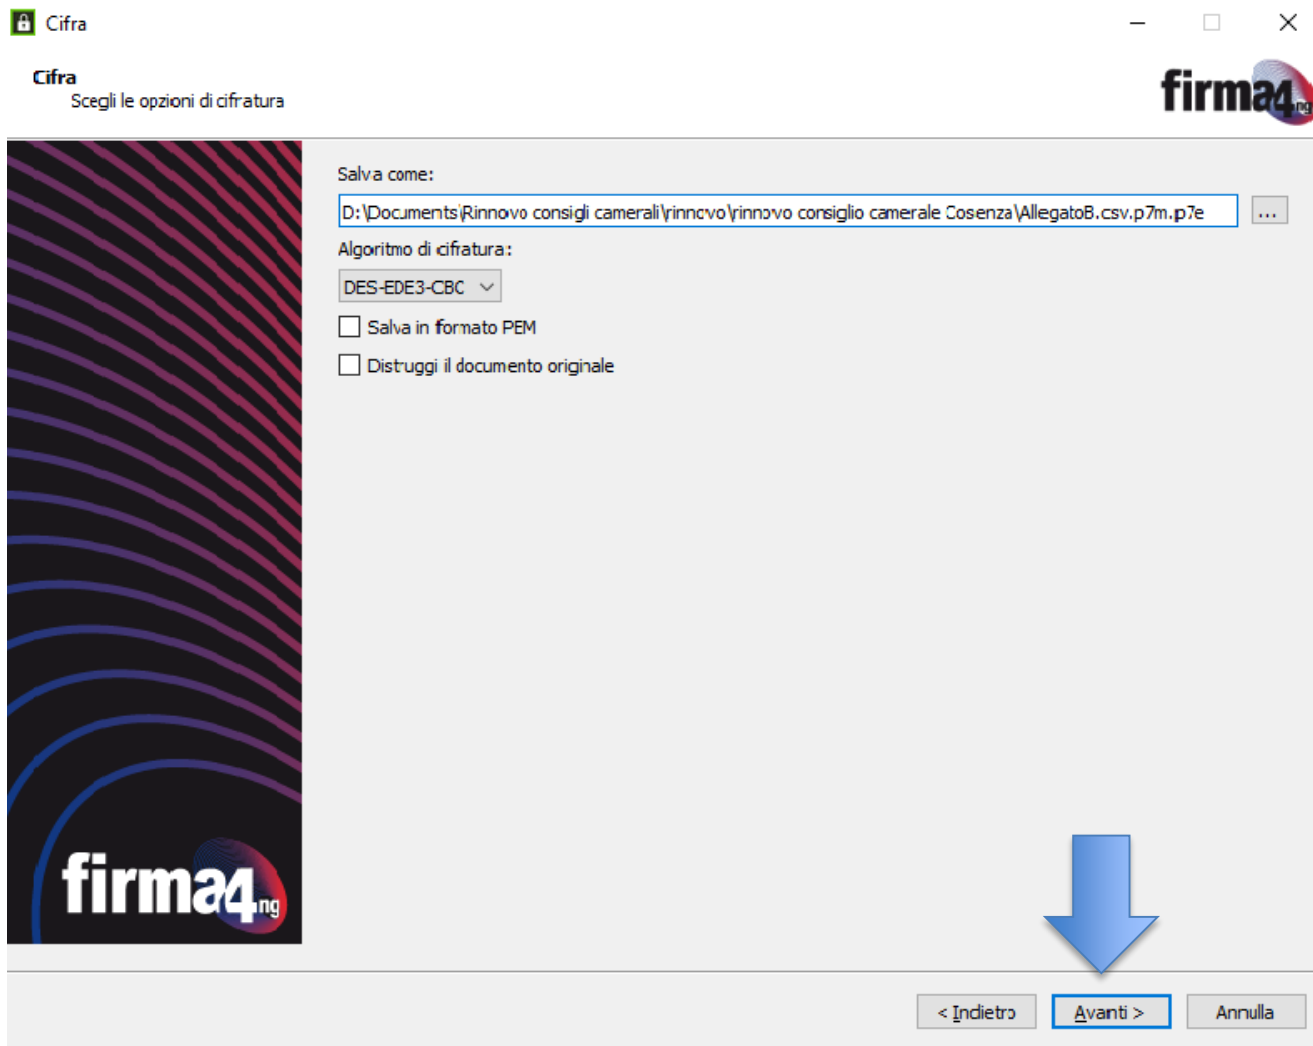 Cifra
Cifra
Scegli le opzioni di cifratura
firma4ng
Salva come:
D:\Documents\Rinnovo consigli camerali\rinnovo\rinnovo consiglio camerale Cosenza\AllegatoB.csv.p7m.p7e
...
Algoritmo di cifratura:
DES-EDE3-CBC
Salva in formato PEM
Distruggi il documento originale
firma4ng
< Indietro
Avanti >
Annulla